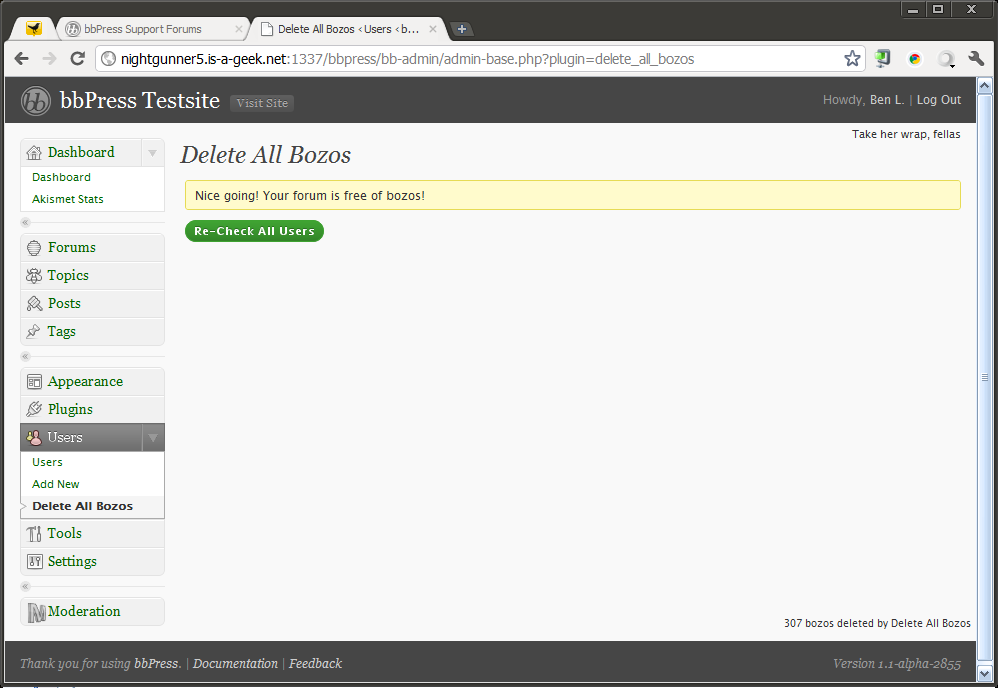 bbPress Support Forums
Delete All Bozos ‹ Users ‹ b...
nightgunner5.is-a-geek.net:1337/bbpress/bb-admin/admin-base.php?plugin=delete_all_bozos
bb bbPress Testsite Visit Site
Howdy, Ben L. | Log Out
Take her wrap, fellas
Dashboard
Dashboard
Akismet Stats
Forums
Topics
Posts
Tags
Appearance
Plugins
Users
Users
Add New
Delete All Bozos
Tools
Settings
Moderation
Delete All Bozos
Nice going! Your forum is free of bozos!
Re-Check All Users
307 bozos deleted by Delete All Bozos
Thank you for using bbPress. | Documentation | Feedback
Version 1.1-alpha-2855